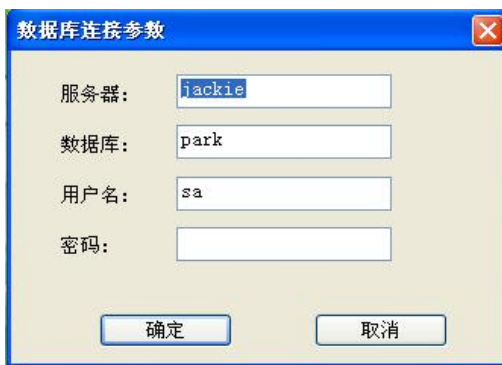 数据库连接参数
服务器: jackie
数据库: park
用户名: sa
密码:
确定 取消